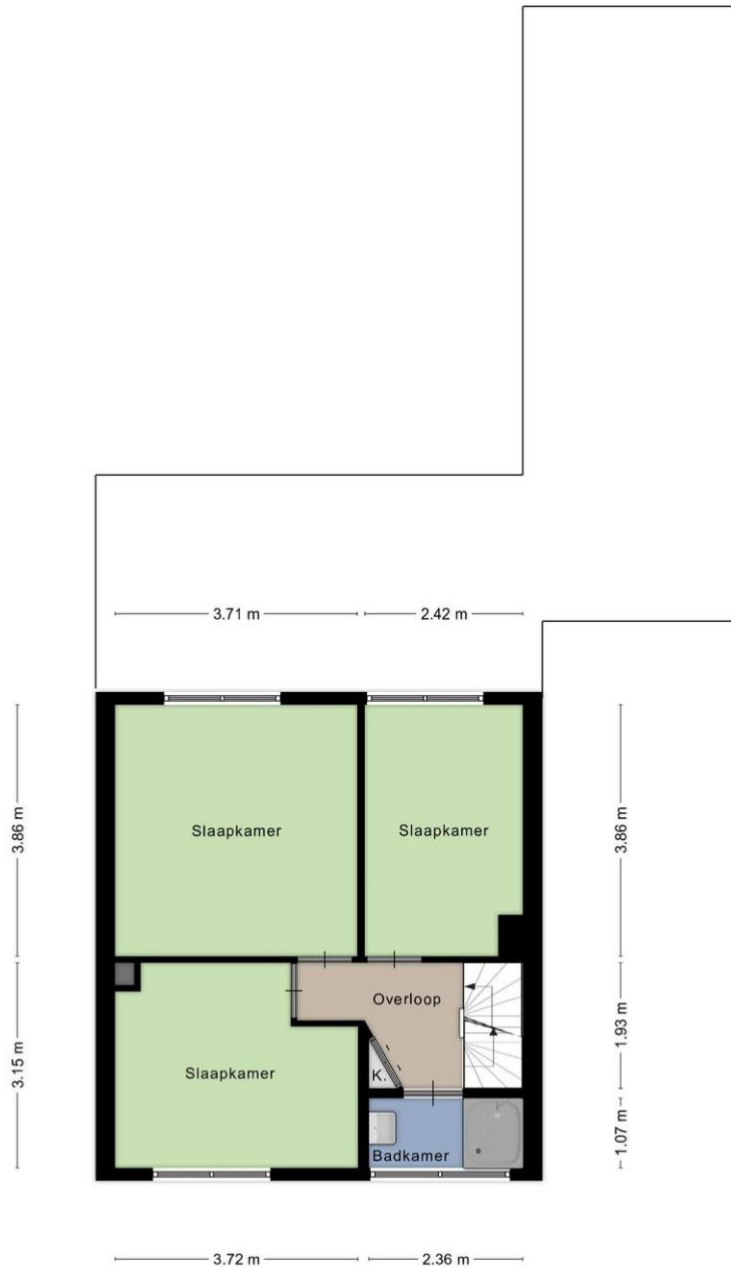 3.71 m
2.42 m
3.86 m
3.86 m
Slaapkamer
Slaapkamer
Overloop
1.93 m
3.15 m
Slaapkamer
K.
1.07 m
Badkamer
3.72 m
2.36 m